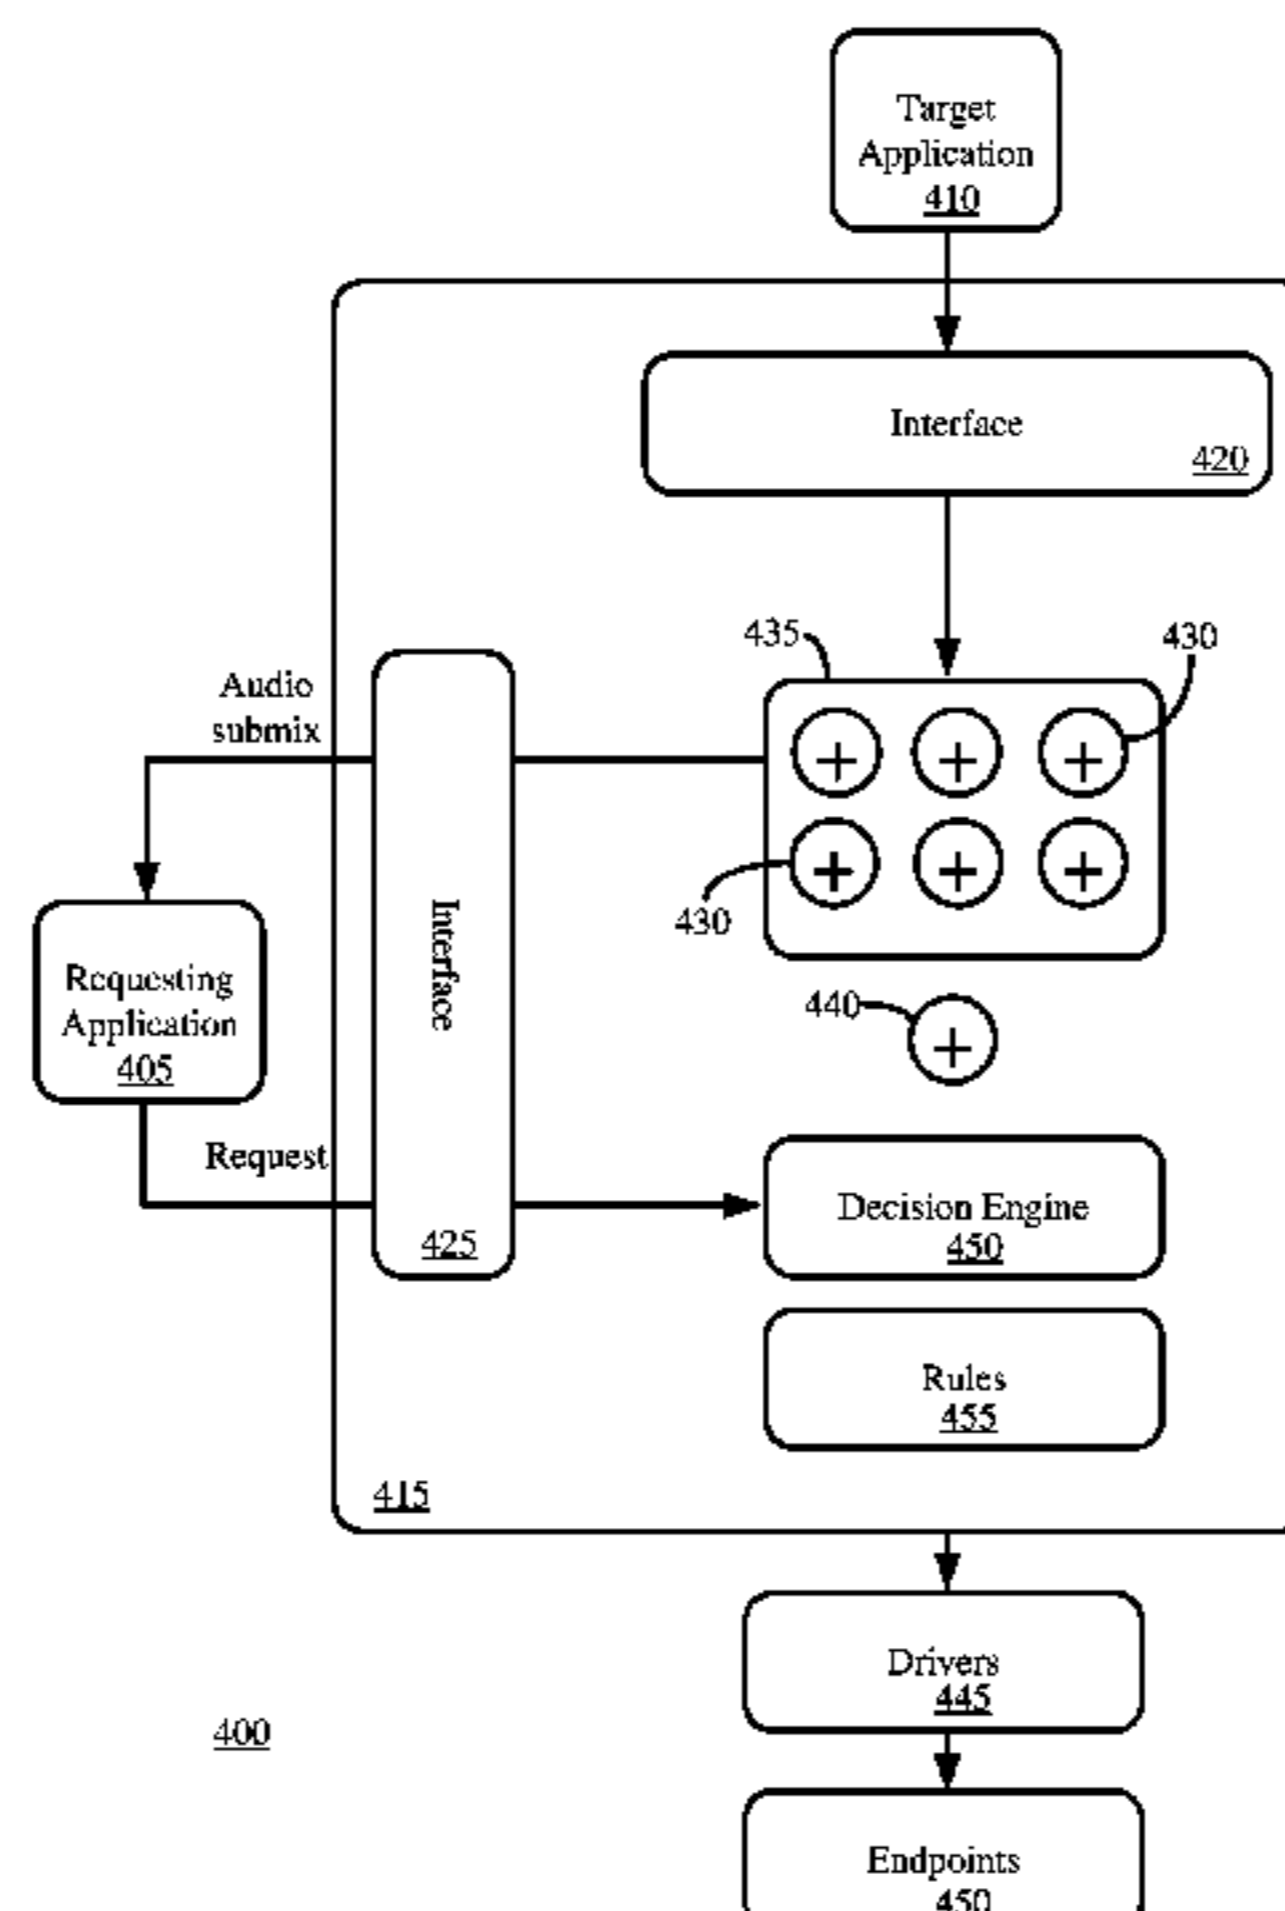 Target
Application
410
Interface
420
435
430
Audio
submix
430
Interface
Requesting
Application
405
440
Request
425
Decision Engine
450
Rules
455
415
Drivers
445
400
Endpoints
450